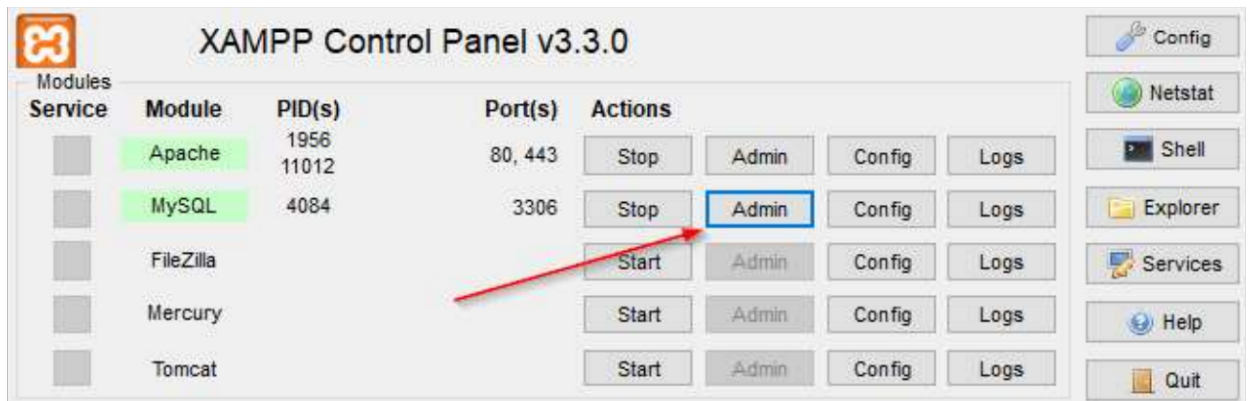 XAMPP Control Panel v3.3.0
Config
Modules
Netstat
Service Module PID(s) Port(s) Actions
Apache 1956 11012 80, 443 Stop Admin Config Logs
Shell
MySQL 4084 3306 Stop Admin Config Logs
Explorer
FileZilla Start Admin Config Logs
Services
Mercury Start Admin Config Logs
Help
Tomcat Start Admin Config Logs
Quit